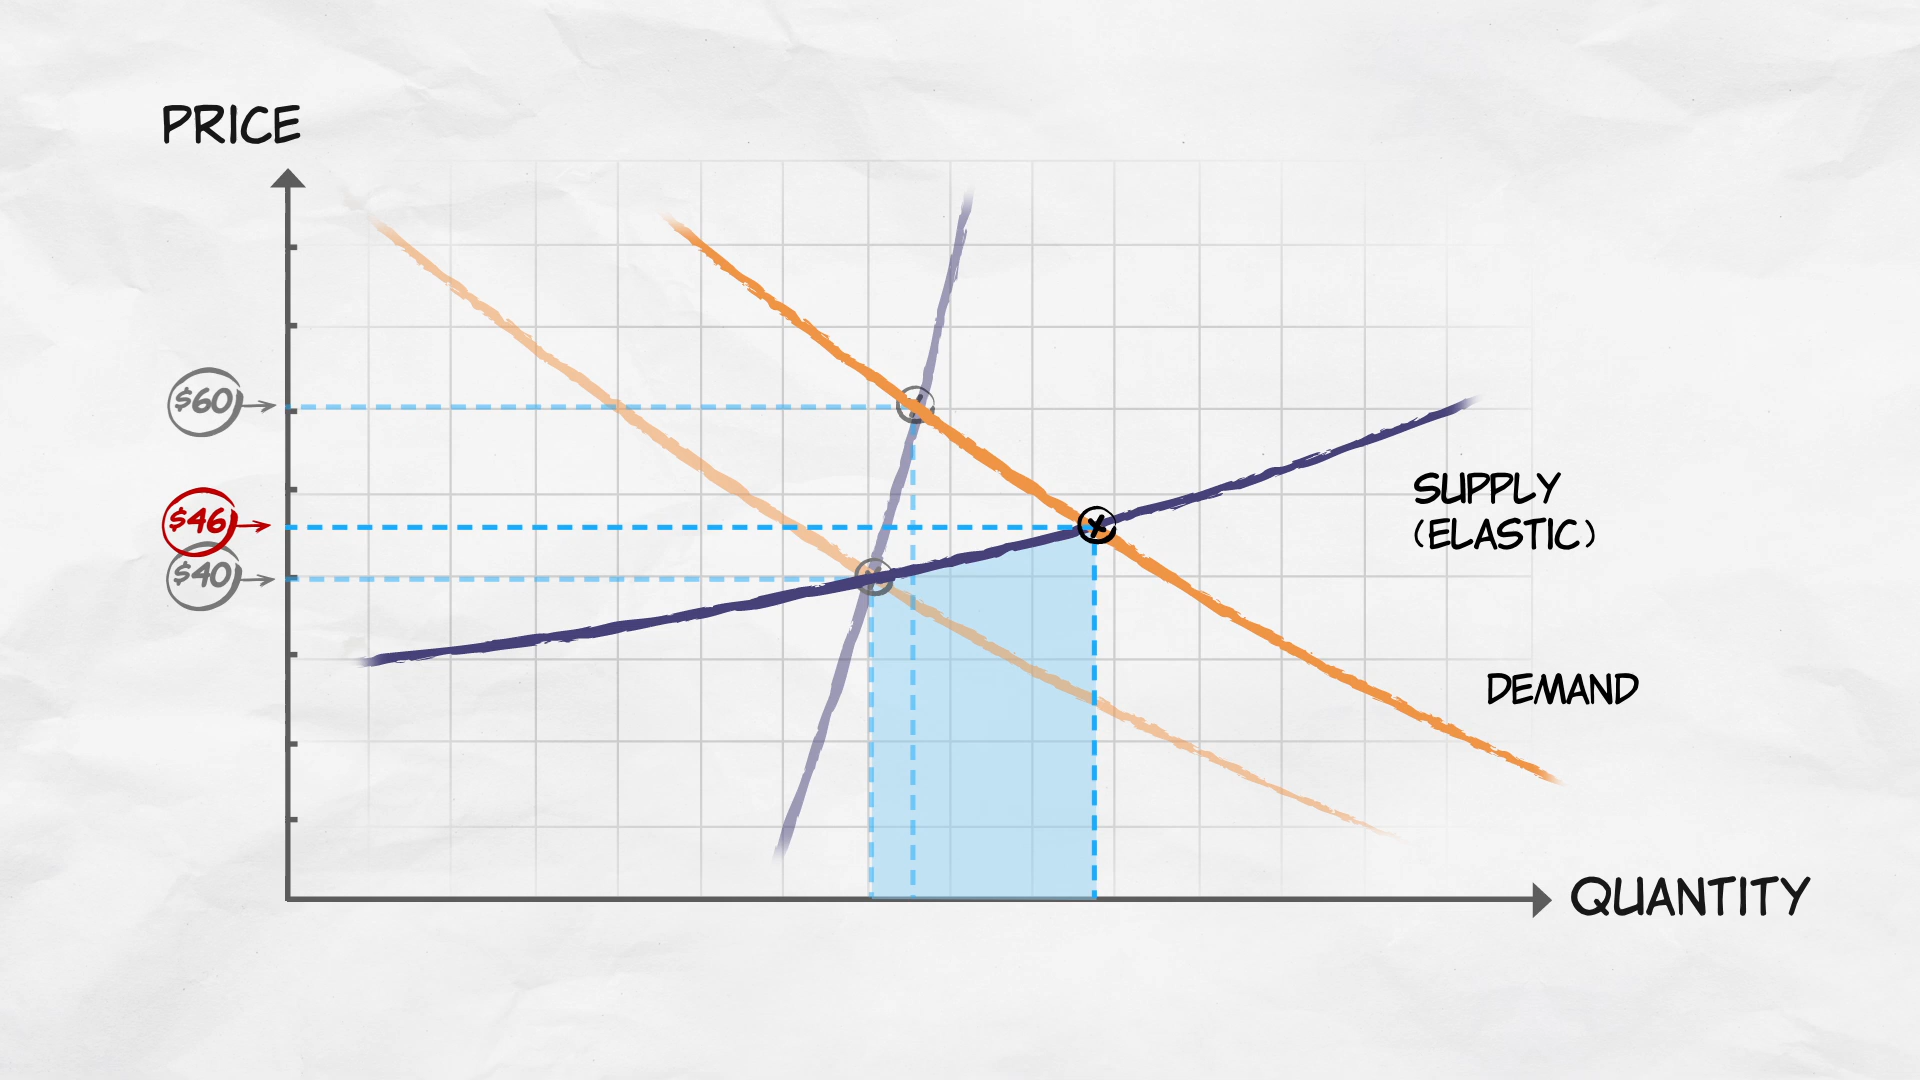 PRICE
$60
$46
$40
SUPPLY
(ELASTIC)
DEMAND
QUANTITY